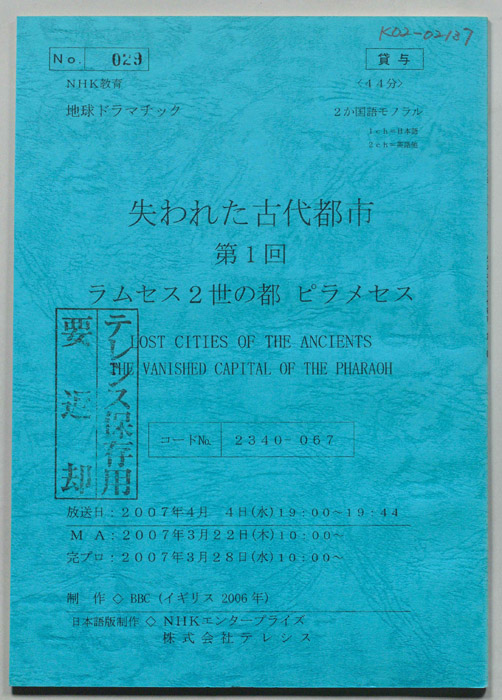 K02-02187
No. 029
貸与
NHK教育
〈44分〉
地球ドラマチック
2か国語モノラル
1ch=日本語
2ch=英語
失われた古代都市
第1回
ラムセス2世の都 ピラメセス
LOST CITIES OF THE ANCIENTS
THE VANISHED CAPITAL OF THE PHARAOH
テレシス保存用
要返却
コードNo. 2340-067
放送日：2007年4月 4日(水)19:00～19:44
MA：2007年3月22日(木)10:00～
完プロ：2007年3月28日(水)10:00～
制 作◇BBC (イギリス 2006年)
日本語版制作◇NHKエンタープライズ
株式会社テレシス